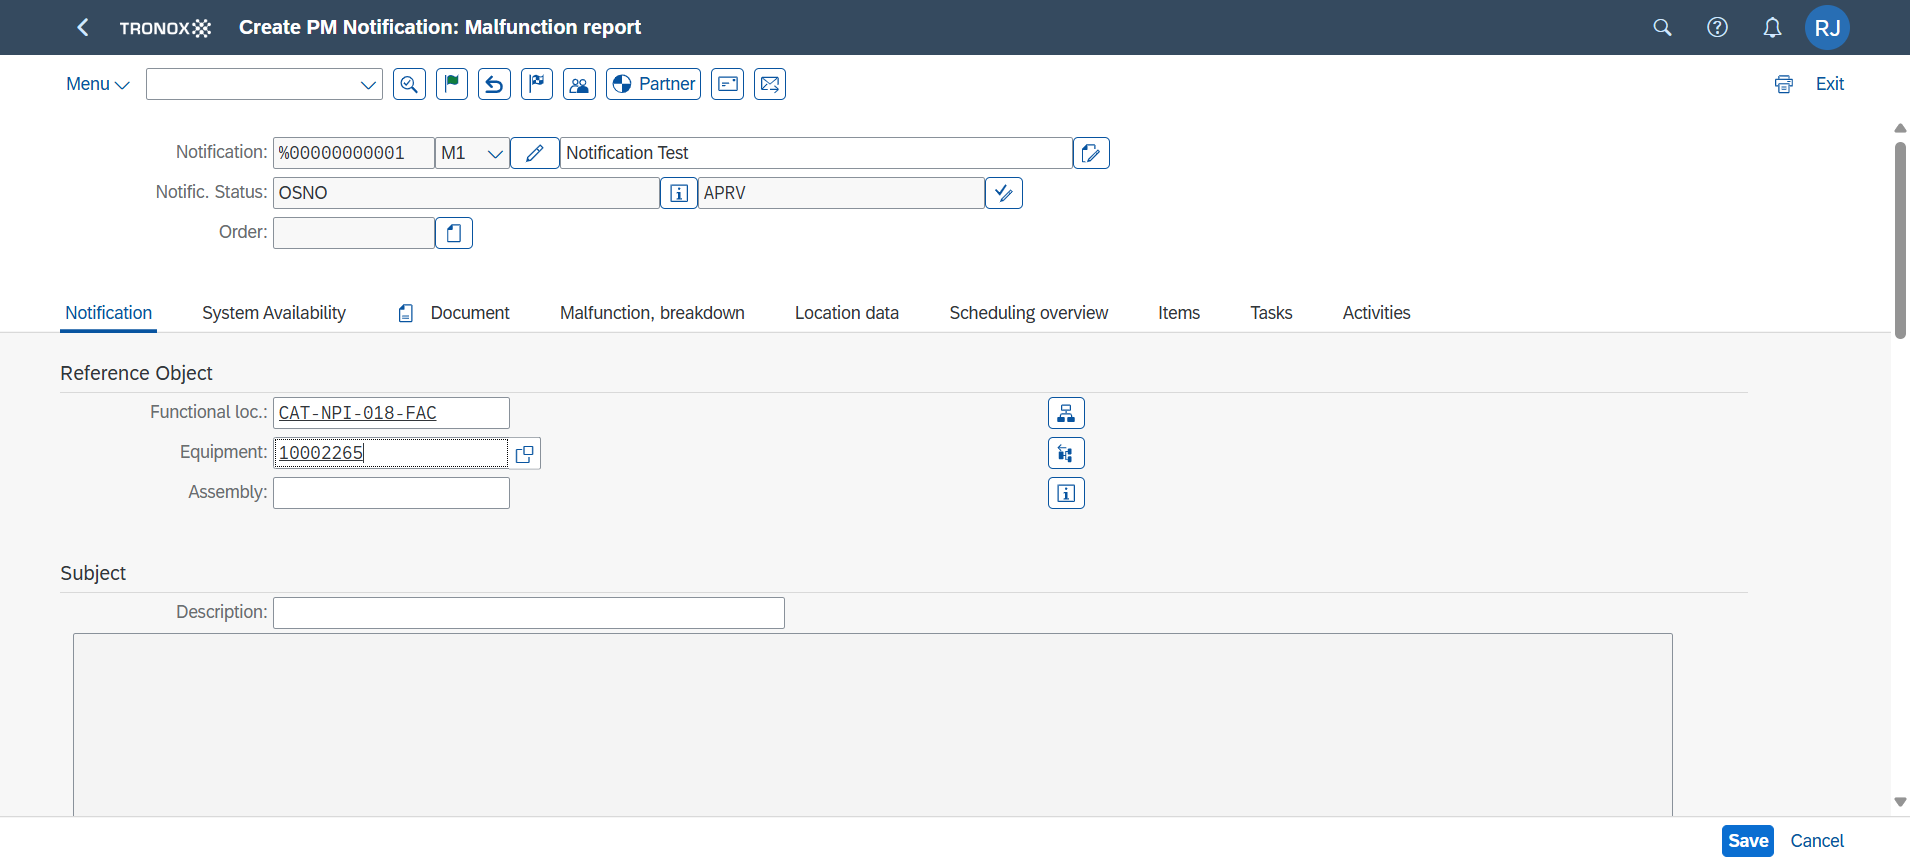 TRONOX Create PM Notification: Malfunction report RJ
Menu Partner Exit
Notification: %00000000001 M1 Notification Test
Notific. Status: OSNO APRV
Order:
Notification System Availability Document Malfunction, breakdown Location data Scheduling overview Items Tasks Activities
Reference Object
Functional loc.: CAT-NPI-018-FAC
Equipment: 10002265
Assembly:
Subject
Description:
Save Cancel